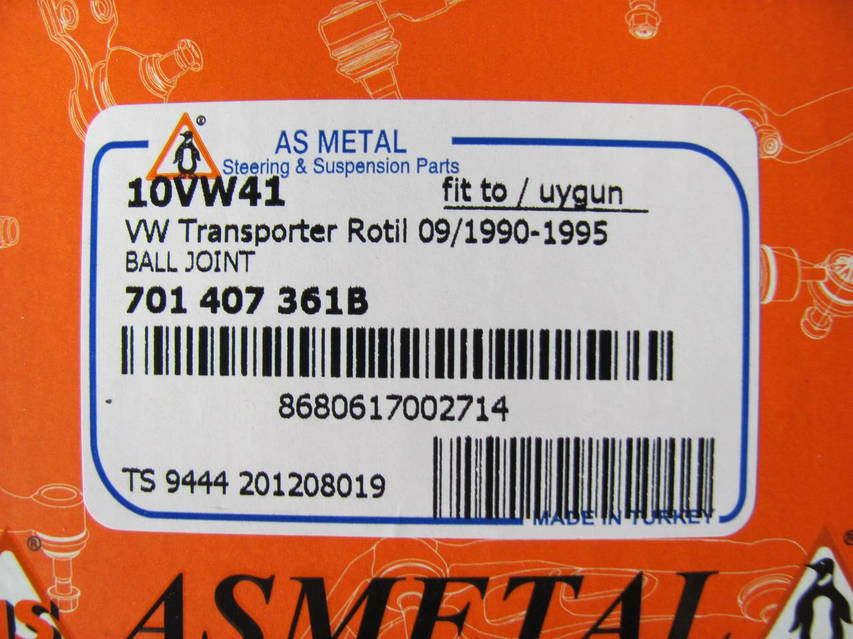 AS METAL
Steering & Suspension Parts
10VW41 fit to / uygun
VW Transporter Rotil 09/1990-1995
BALL JOINT
701 407 361B
8680617002714
TS 9444 201208019
MADE IN TURKEY
ASMETAL